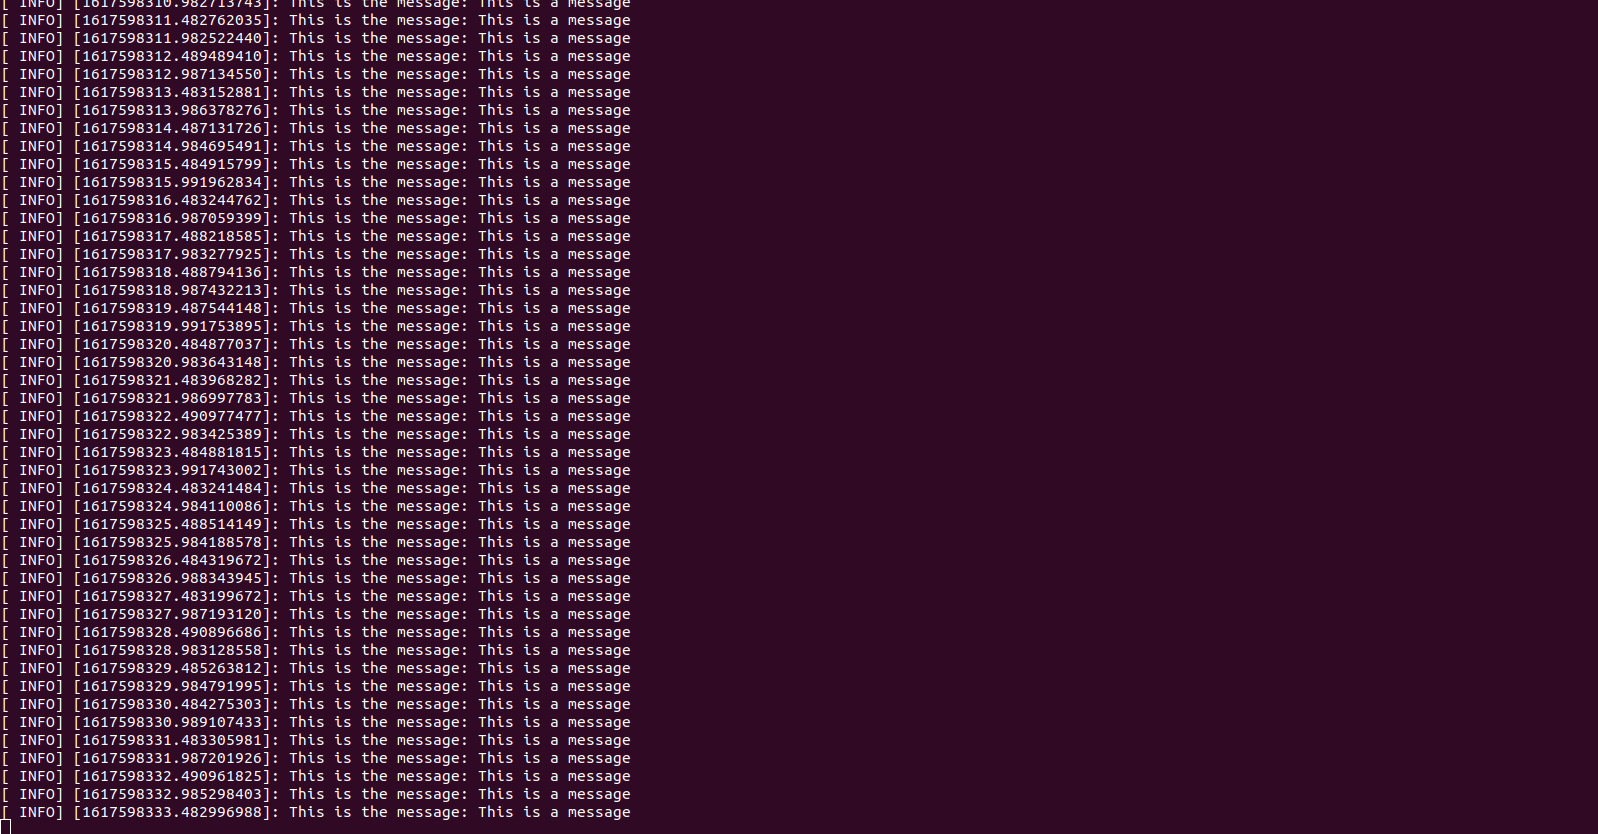 [ INFO] [1617598310.982713743]: This is the message: This is a message
[ INFO] [1617598311.482762035]: This is the message: This is a message
[ INFO] [1617598311.982522440]: This is the message: This is a message
[ INFO] [1617598312.489489410]: This is the message: This is a message
[ INFO] [1617598312.987134550]: This is the message: This is a message
[ INFO] [1617598313.483152881]: This is the message: This is a message
[ INFO] [1617598313.986378276]: This is the message: This is a message
[ INFO] [1617598314.487131726]: This is the message: This is a message
[ INFO] [1617598314.984695491]: This is the message: This is a message
[ INFO] [1617598315.484915799]: This is the message: This is a message
[ INFO] [1617598315.991962834]: This is the message: This is a message
[ INFO] [1617598316.483244762]: This is the message: This is a message
[ INFO] [1617598316.987059399]: This is the message: This is a message
[ INFO] [1617598317.488218585]: This is the message: This is a message
[ INFO] [1617598317.983277925]: This is the message: This is a message
[ INFO] [1617598318.488794136]: This is the message: This is a message
[ INFO] [1617598318.987432213]: This is the message: This is a message
[ INFO] [1617598319.487544148]: This is the message: This is a message
[ INFO] [1617598319.991753895]: This is the message: This is a message
[ INFO] [1617598320.484877037]: This is the message: This is a message
[ INFO] [1617598320.983643148]: This is the message: This is a message
[ INFO] [1617598321.483968282]: This is the message: This is a message
[ INFO] [1617598321.986997783]: This is the message: This is a message
[ INFO] [1617598322.490977477]: This is the message: This is a message
[ INFO] [1617598322.983425389]: This is the message: This is a message
[ INFO] [1617598323.484881815]: This is the message: This is a message
[ INFO] [1617598323.991743002]: This is the message: This is a message
[ INFO] [1617598324.483241484]: This is the message: This is a message
[ INFO] [1617598324.984110086]: This is the message: This is a message
[ INFO] [1617598325.488514149]: This is the message: This is a message
[ INFO] [1617598325.984188578]: This is the message: This is a message
[ INFO] [1617598326.484319672]: This is the message: This is a message
[ INFO] [1617598326.988343945]: This is the message: This is a message
[ INFO] [1617598327.483199672]: This is the message: This is a message
[ INFO] [1617598327.987193120]: This is the message: This is a message
[ INFO] [1617598328.490896686]: This is the message: This is a message
[ INFO] [1617598328.983128558]: This is the message: This is a message
[ INFO] [1617598329.485263812]: This is the message: This is a message
[ INFO] [1617598329.984791995]: This is the message: This is a message
[ INFO] [1617598330.484275303]: This is the message: This is a message
[ INFO] [1617598330.989107433]: This is the message: This is a message
[ INFO] [1617598331.483305981]: This is the message: This is a message
[ INFO] [1617598331.987201926]: This is the message: This is a message
[ INFO] [1617598332.490961825]: This is the message: This is a message
[ INFO] [1617598332.985298403]: This is the message: This is a message
[ INFO] [1617598333.482996988]: This is the message: This is a message